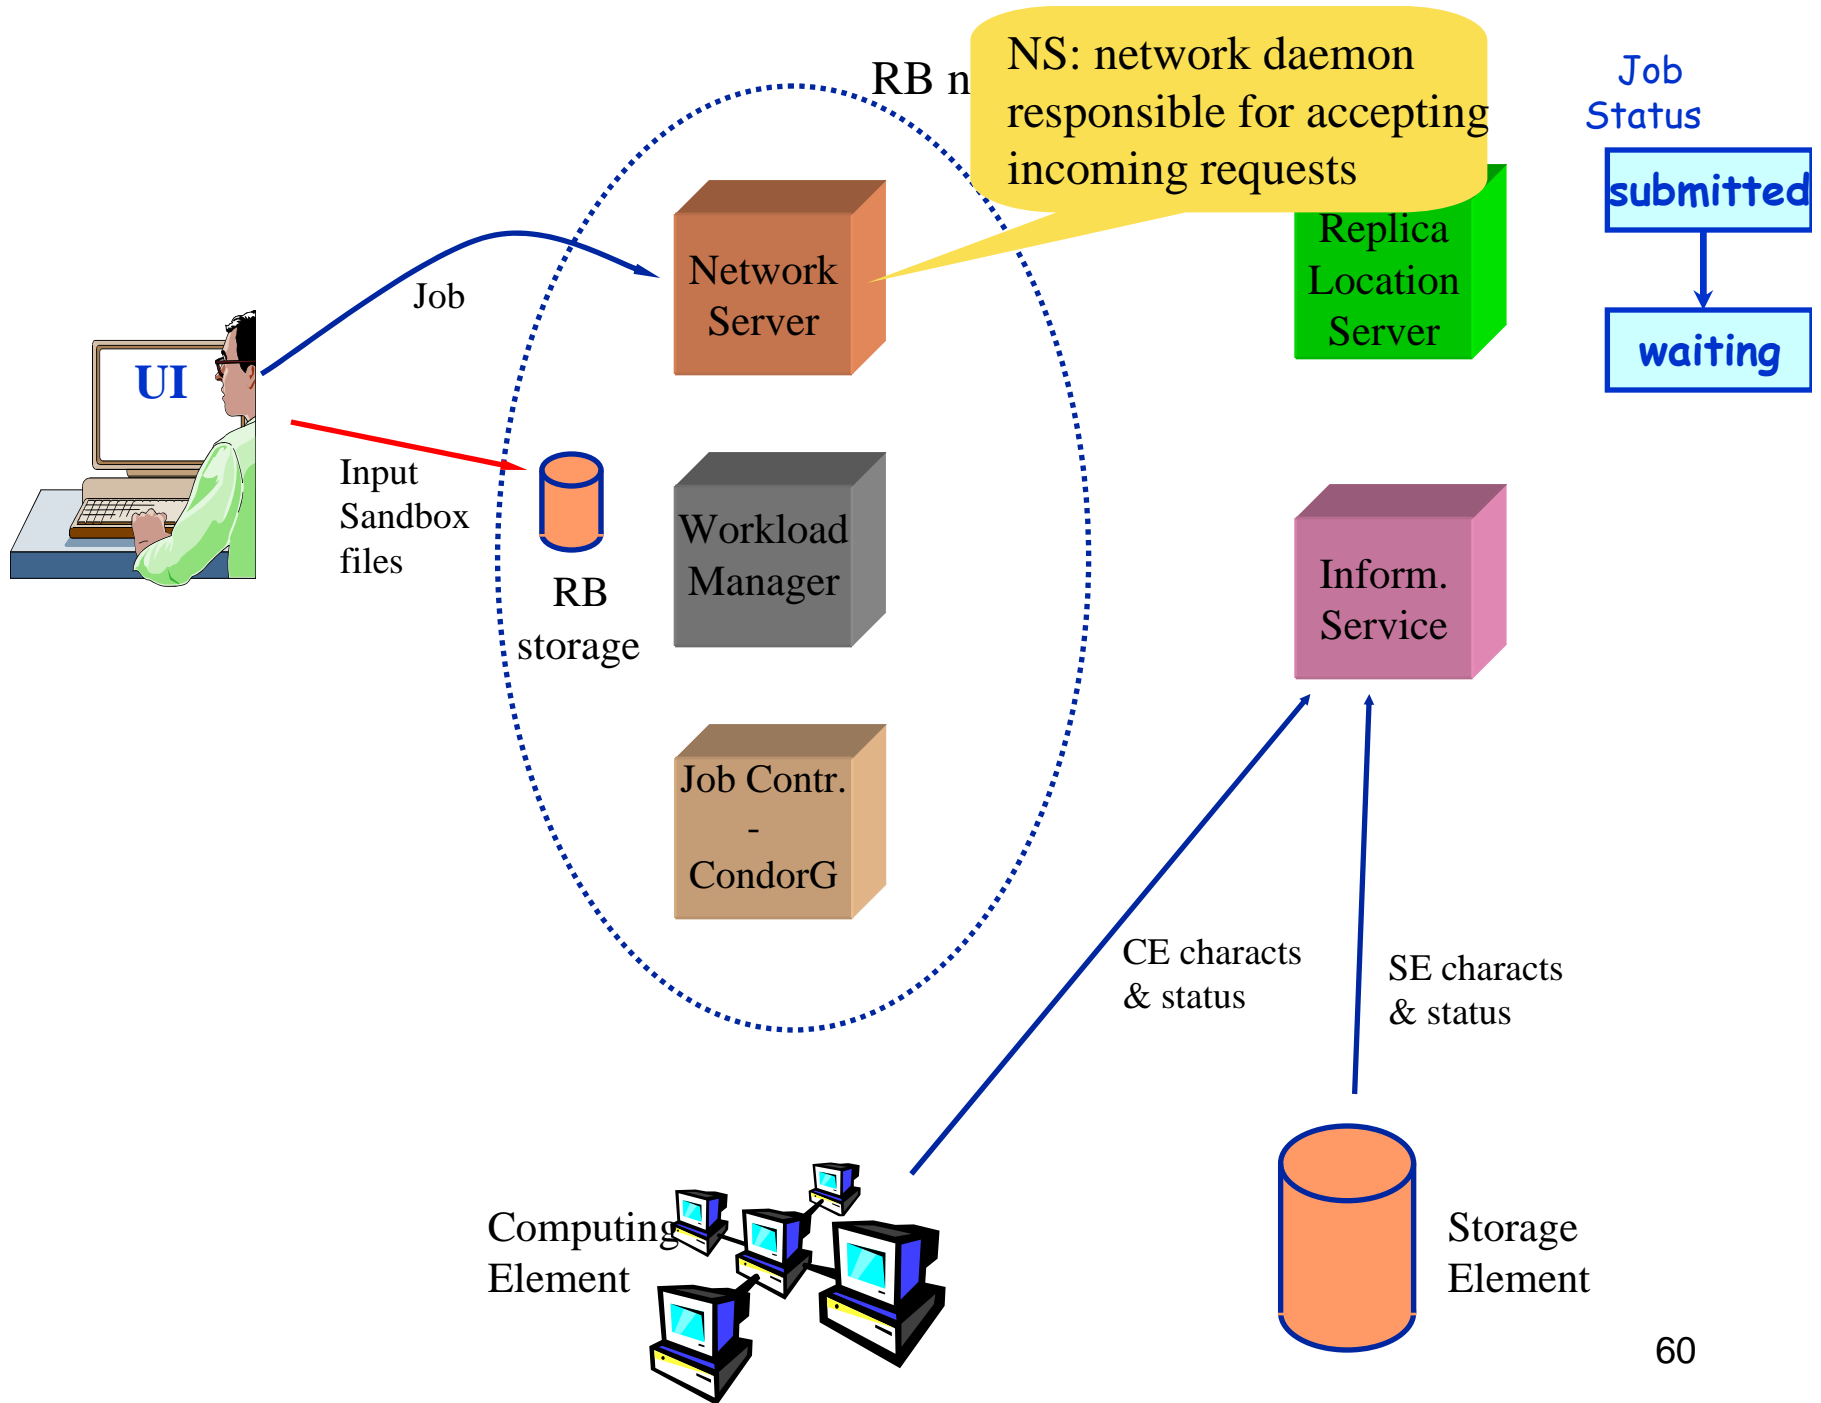 RB n
NS: network daemon
responsible for accepting
incoming requests
Job
Status
submitted
waiting
Network
Server
Replica
Location
Server
Job
UI
Input
Sandbox
files
RB
storage
Workload
Manager
Inform.
Service
Job Contr.
-
CondorG
CE characts
& status
SE characts
& status
Computing
Element
Storage
Element
60